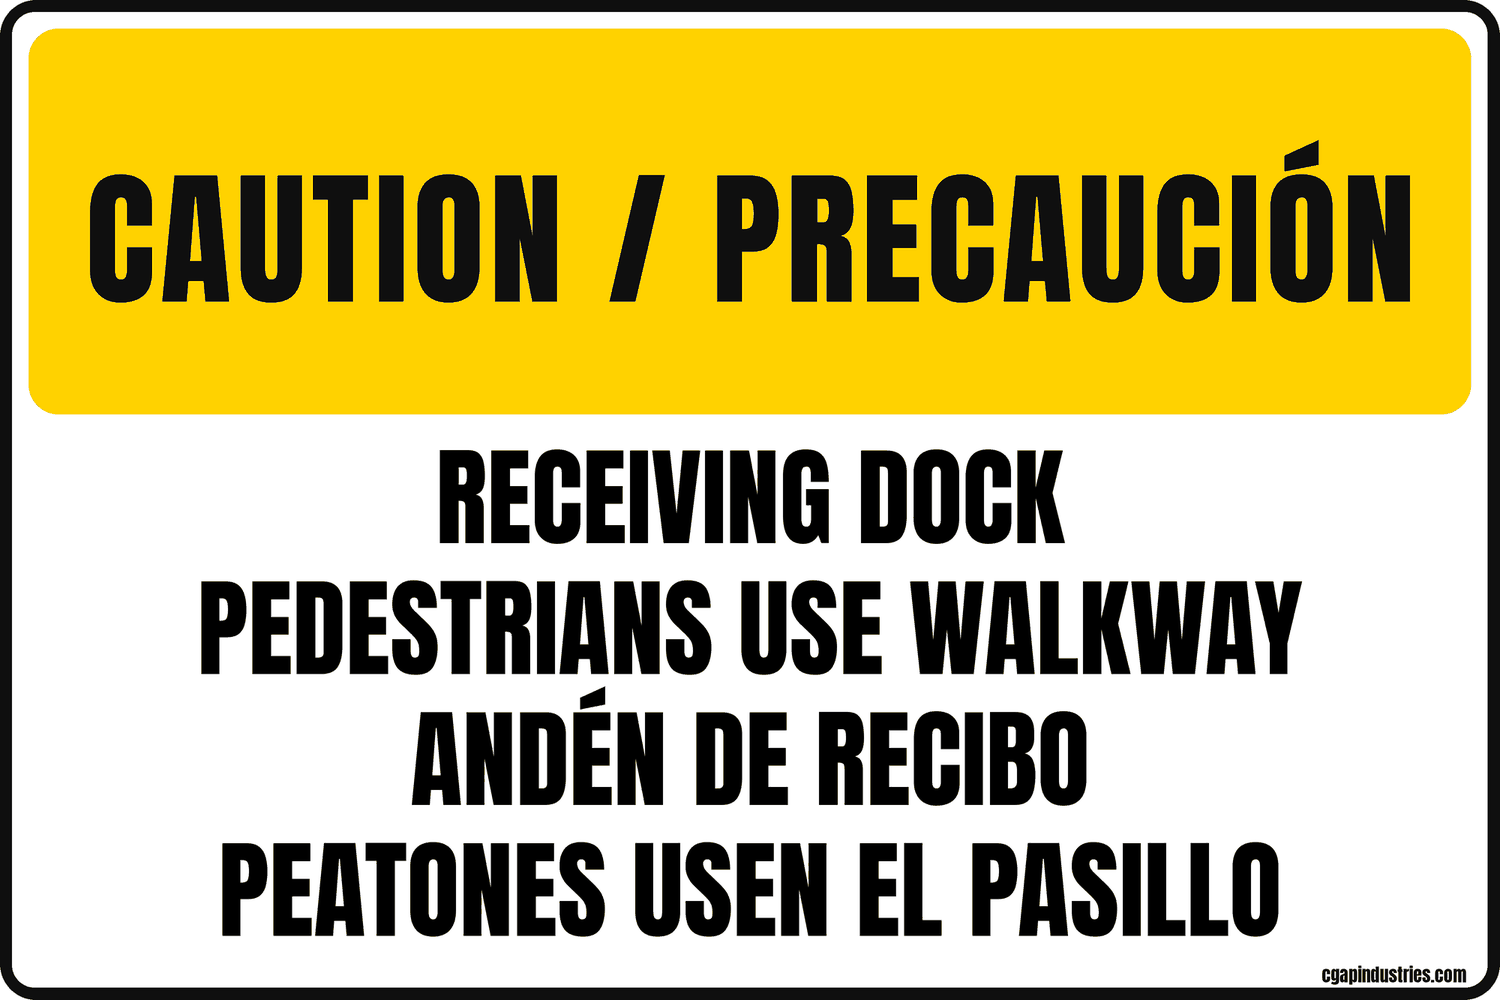 CAUTION / PRECAUCIÓN
RECEIVING DOCK
PEDESTRIANS USE WALKWAY
ANDÉN DE RECIBO
PEATONES USEN EL PASILLO
cgapindustries.com